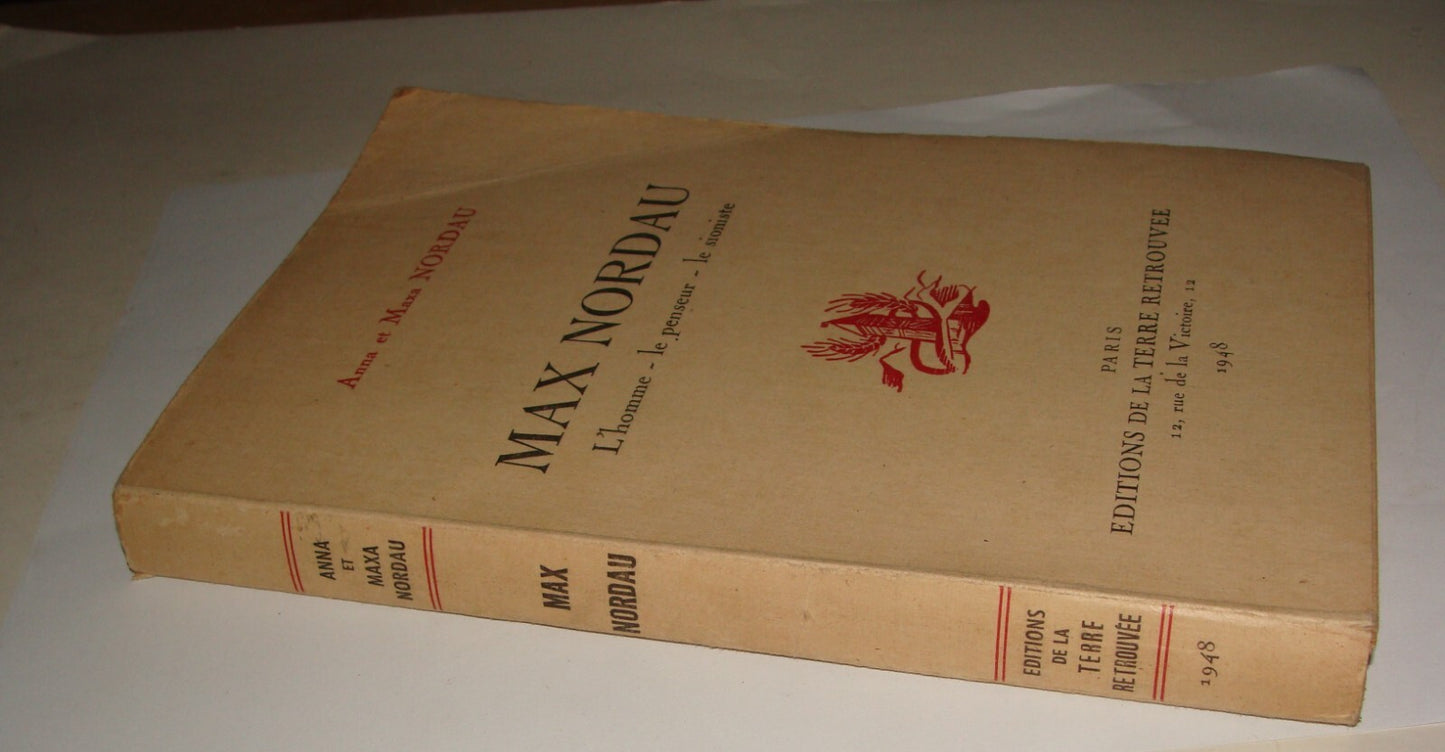 Anna et Maxa NORDAU
MAX NORDAU
L'homme - le penseur - le sioniste
PARIS
EDITIONS DE LA TERRE RETROUVEE
12, rue de la Victoire, 12
1948
ANNA
ET
MAXA
NORDAU
MAX
NORDAU
EDITIONS
DE LA
TERRE
RETROUVÉE
1948